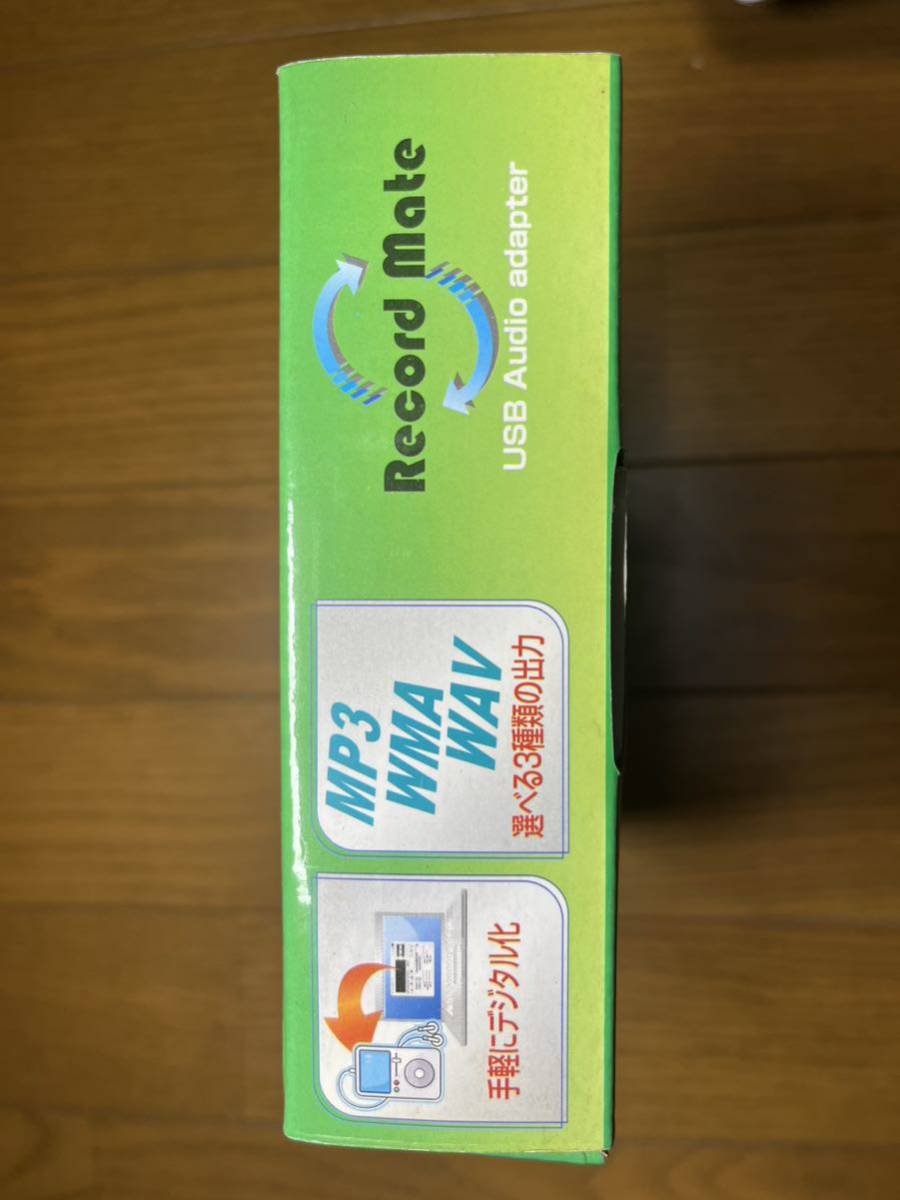 手軽にデジタル化
MP3
WMA
WAV
選べる3種類の出力
Record Mate
USB Audio adapter